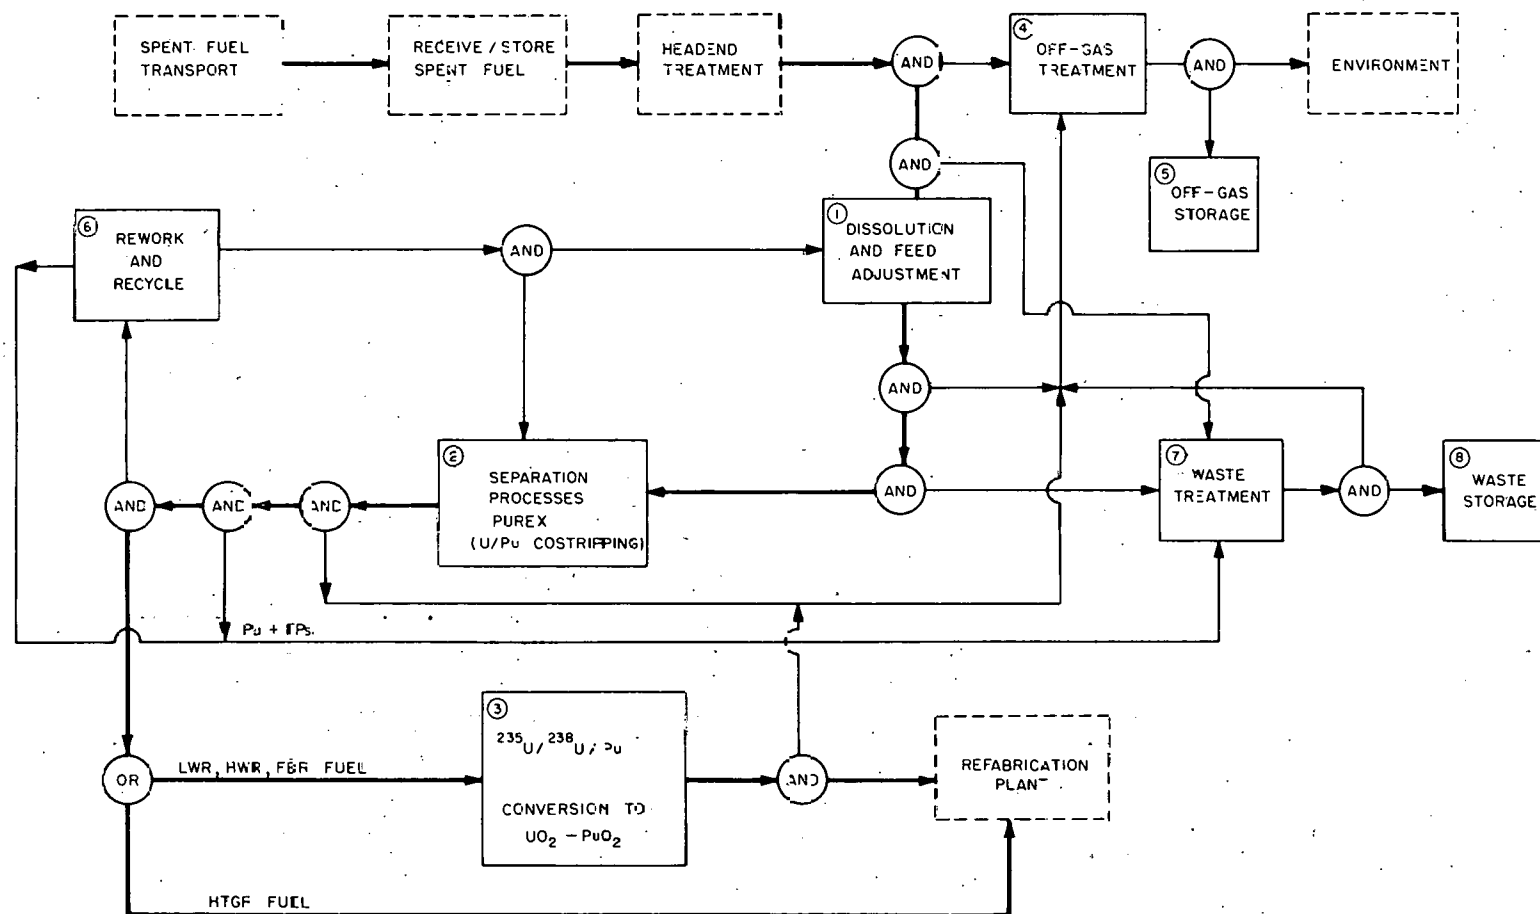 SPENT FUEL
TRANSPORT
RECEIVE / STORE
SPENT FUEL
HEADEND
TREATMENT
AND
④
OFF-GAS
TREATMENT
AND
ENVIRONMENT
AND
⑤
OFF-GAS
STORAGE
⑥
REWORK
AND
RECYCLE
AND
①
DISSOLUTION
AND FEED
ADJUSTMENT
AND
②
SEPARATION
PROCESSES
PUREX
(U/Pu COSTRIPPING)
AND
AND
AND
AND
⑦
WASTE
TREATMENT
AND
⑧
WASTE
STORAGE
Pu + FPs
③
²³⁵U/²³⁸U/Pu
CONVERSION TO
UO₂ – PuO₂
OR
LWR, HWR, FBR FUEL
AND
REFABRICATION
PLANT
HTGF FUEL